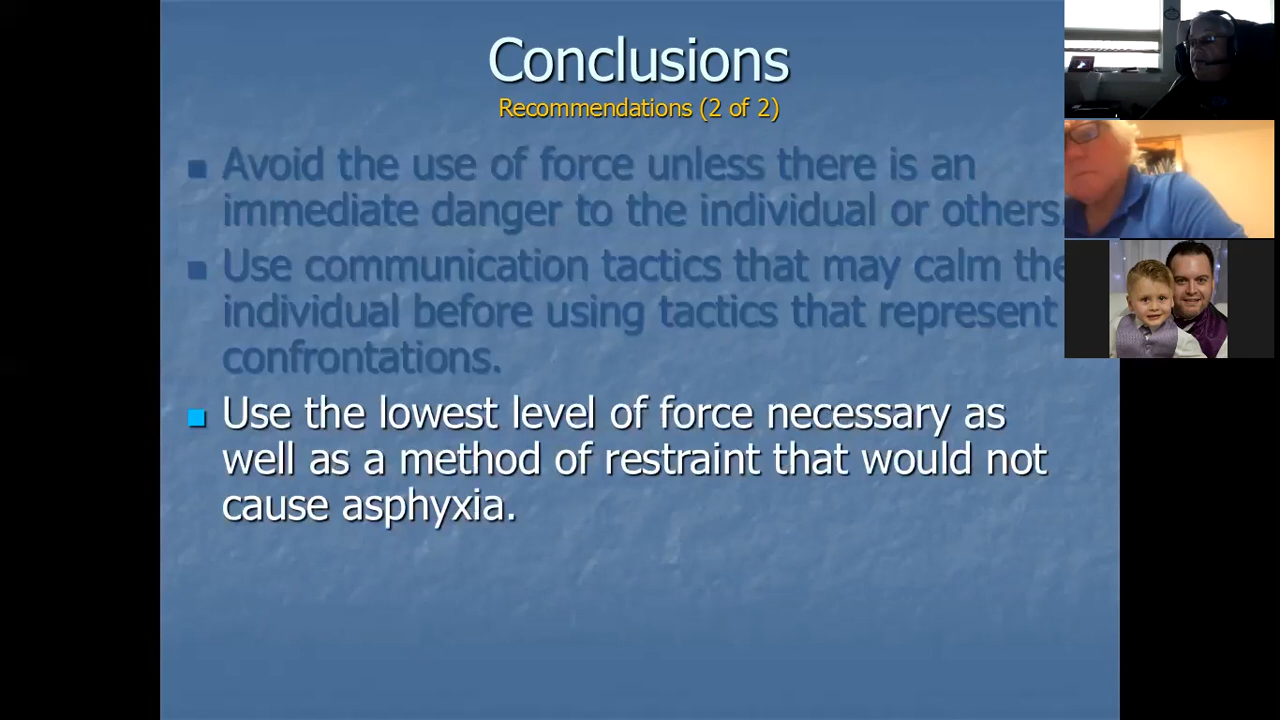 Conclusions
Recommendations (2 of 2)
Avoid the use of force unless there is an
immediate danger to the individual or others.
Use communication tactics that may calm the
individual before using tactics that represent
confrontations.
Use the lowest level of force necessary as
well as a method of restraint that would not
cause asphyxia.